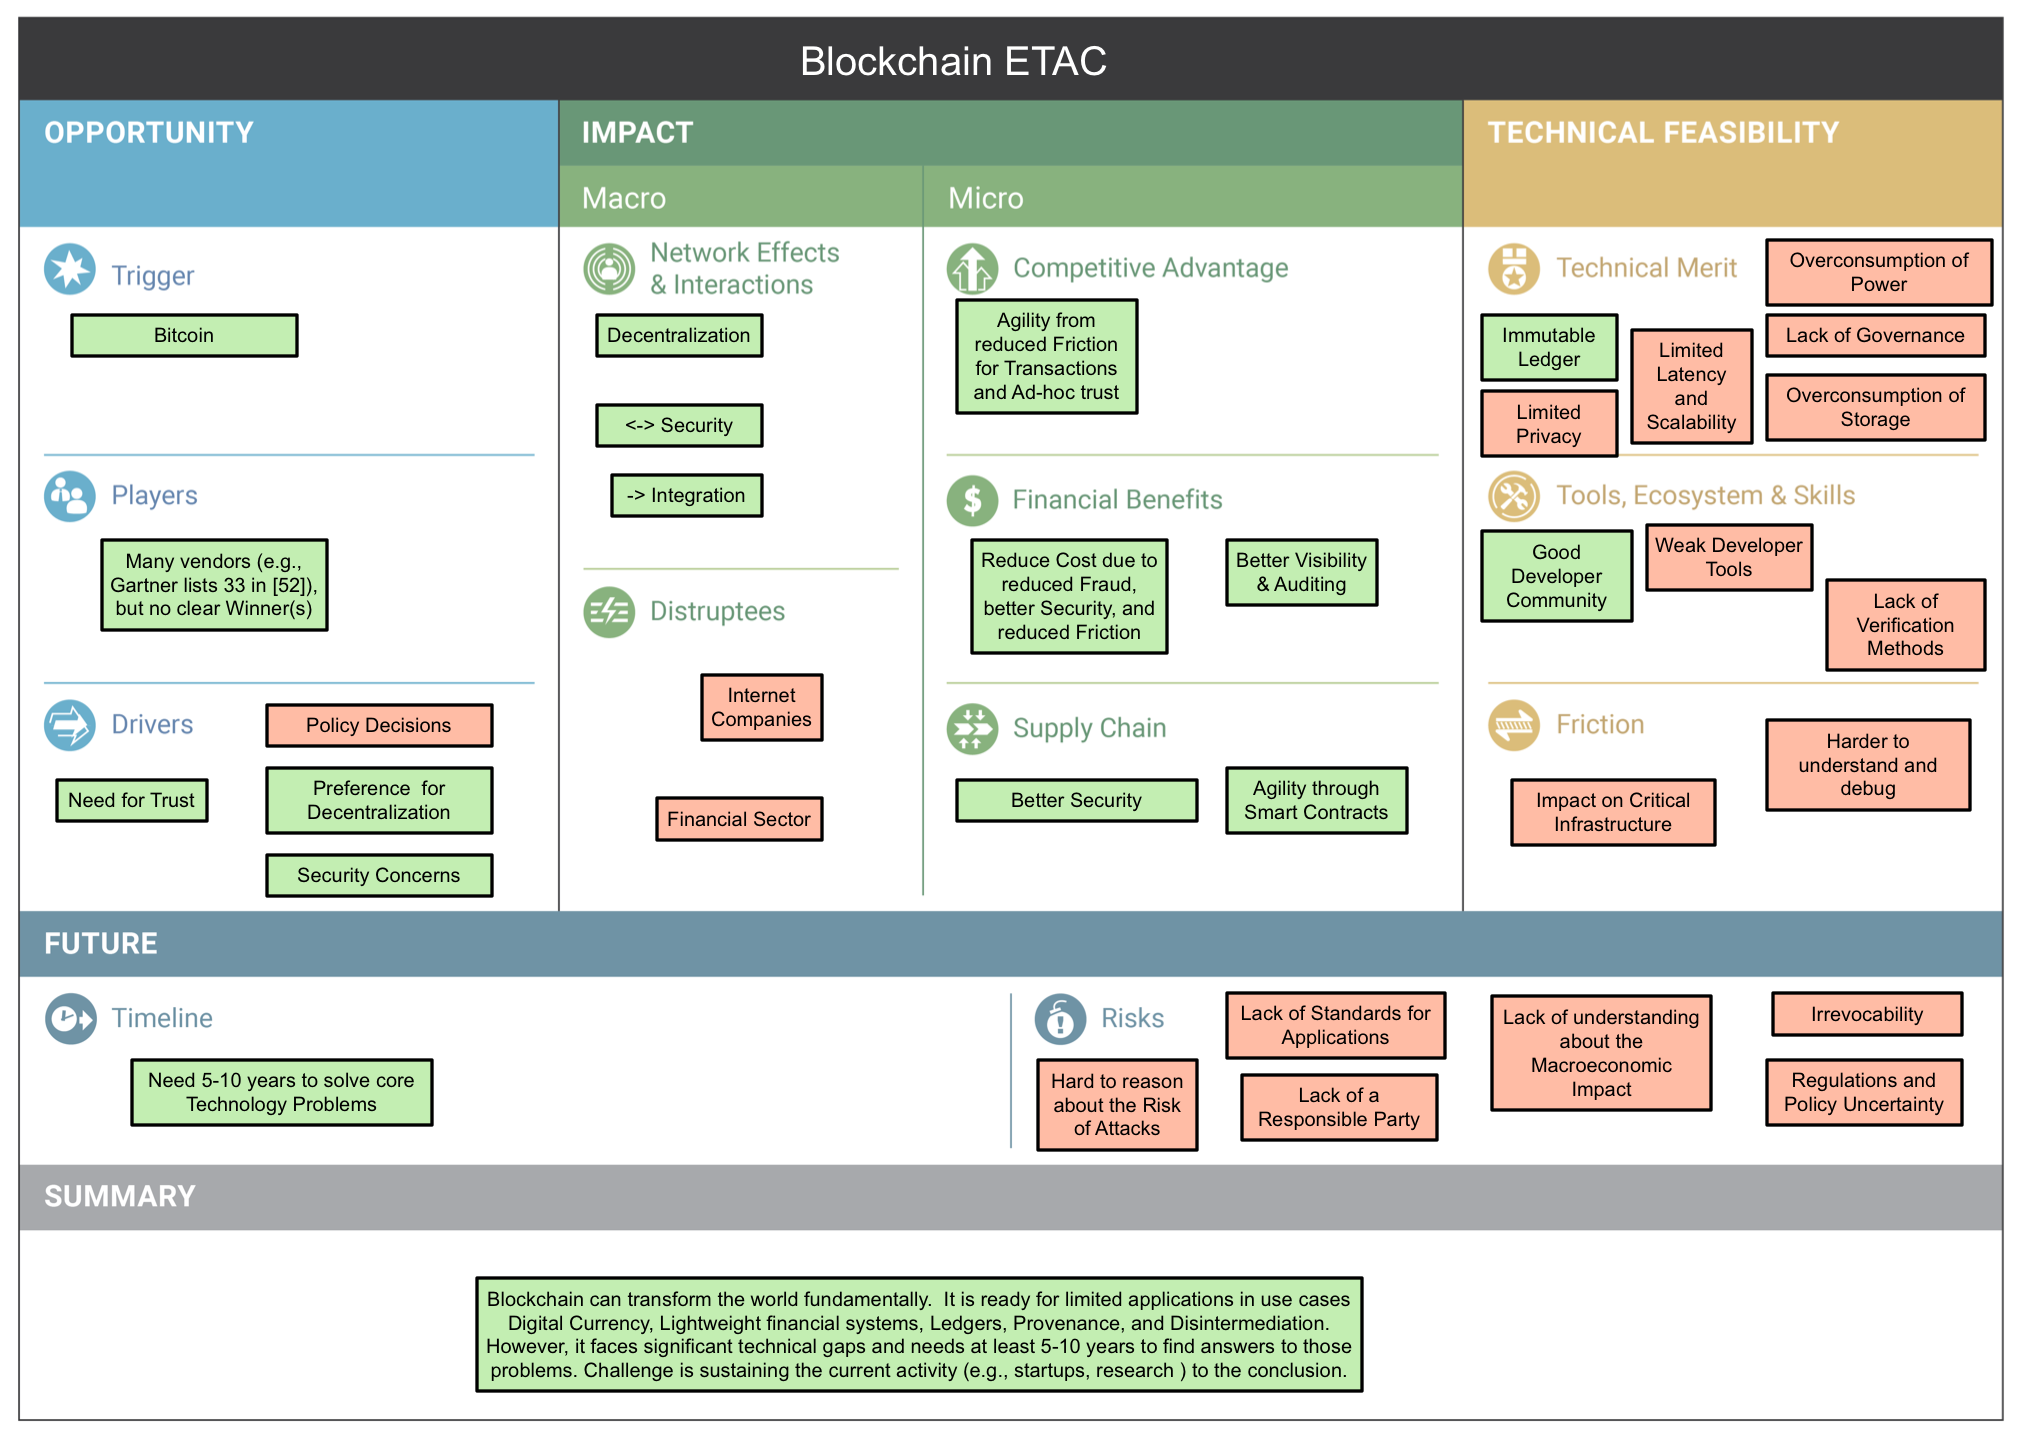 Blockchain ETAC
OPPORTUNITY
Trigger
Bitcoin
Players
Many vendors (e.g.,
Gartner lists 33 in [52]),
but no clear Winner(s)
Drivers
Policy Decisions
Need for Trust
Preference  for
Decentralization
Security Concerns
IMPACT
Macro
Network Effects
& Interactions
Decentralization
<-> Security
-> Integration
Distruptees
Internet
Companies
Financial Sector
Micro
Competitive Advantage
Agility from
reduced Friction
for Transactions
and Ad-hoc trust
Financial Benefits
Reduce Cost due to
reduced Fraud,
better Security, and
reduced Friction
Better Visibility
& Auditing
Supply Chain
Better Security
Agility through
Smart Contracts
TECHNICAL FEASIBILITY
Technical Merit
Overconsumption of
Power
Immutable
Ledger
Limited
Latency
and
Scalability
Lack of Governance
Limited
Privacy
Overconsumption of
Storage
Tools, Ecosystem & Skills
Good
Developer
Community
Weak Developer
Tools
Lack of
Verification
Methods
Friction
Harder to
understand and
debug
Impact on Critical
Infrastructure
FUTURE
Timeline
Need 5-10 years to solve core
Technology Problems
Risks
Hard to reason
about the Risk
of Attacks
Lack of Standards for
Applications
Lack of a
Responsible Party
Lack of understanding
about the
Macroeconomic
Impact
Irrevocability
Regulations and
Policy Uncertainty
SUMMARY
Blockchain can transform the world fundamentally.  It is ready for limited applications in use cases
Digital Currency, Lightweight financial systems, Ledgers, Provenance, and Disintermediation.
However, it faces significant technical gaps and needs at least 5-10 years to find answers to those
problems. Challenge is sustaining the current activity (e.g., startups, research ) to the conclusion.